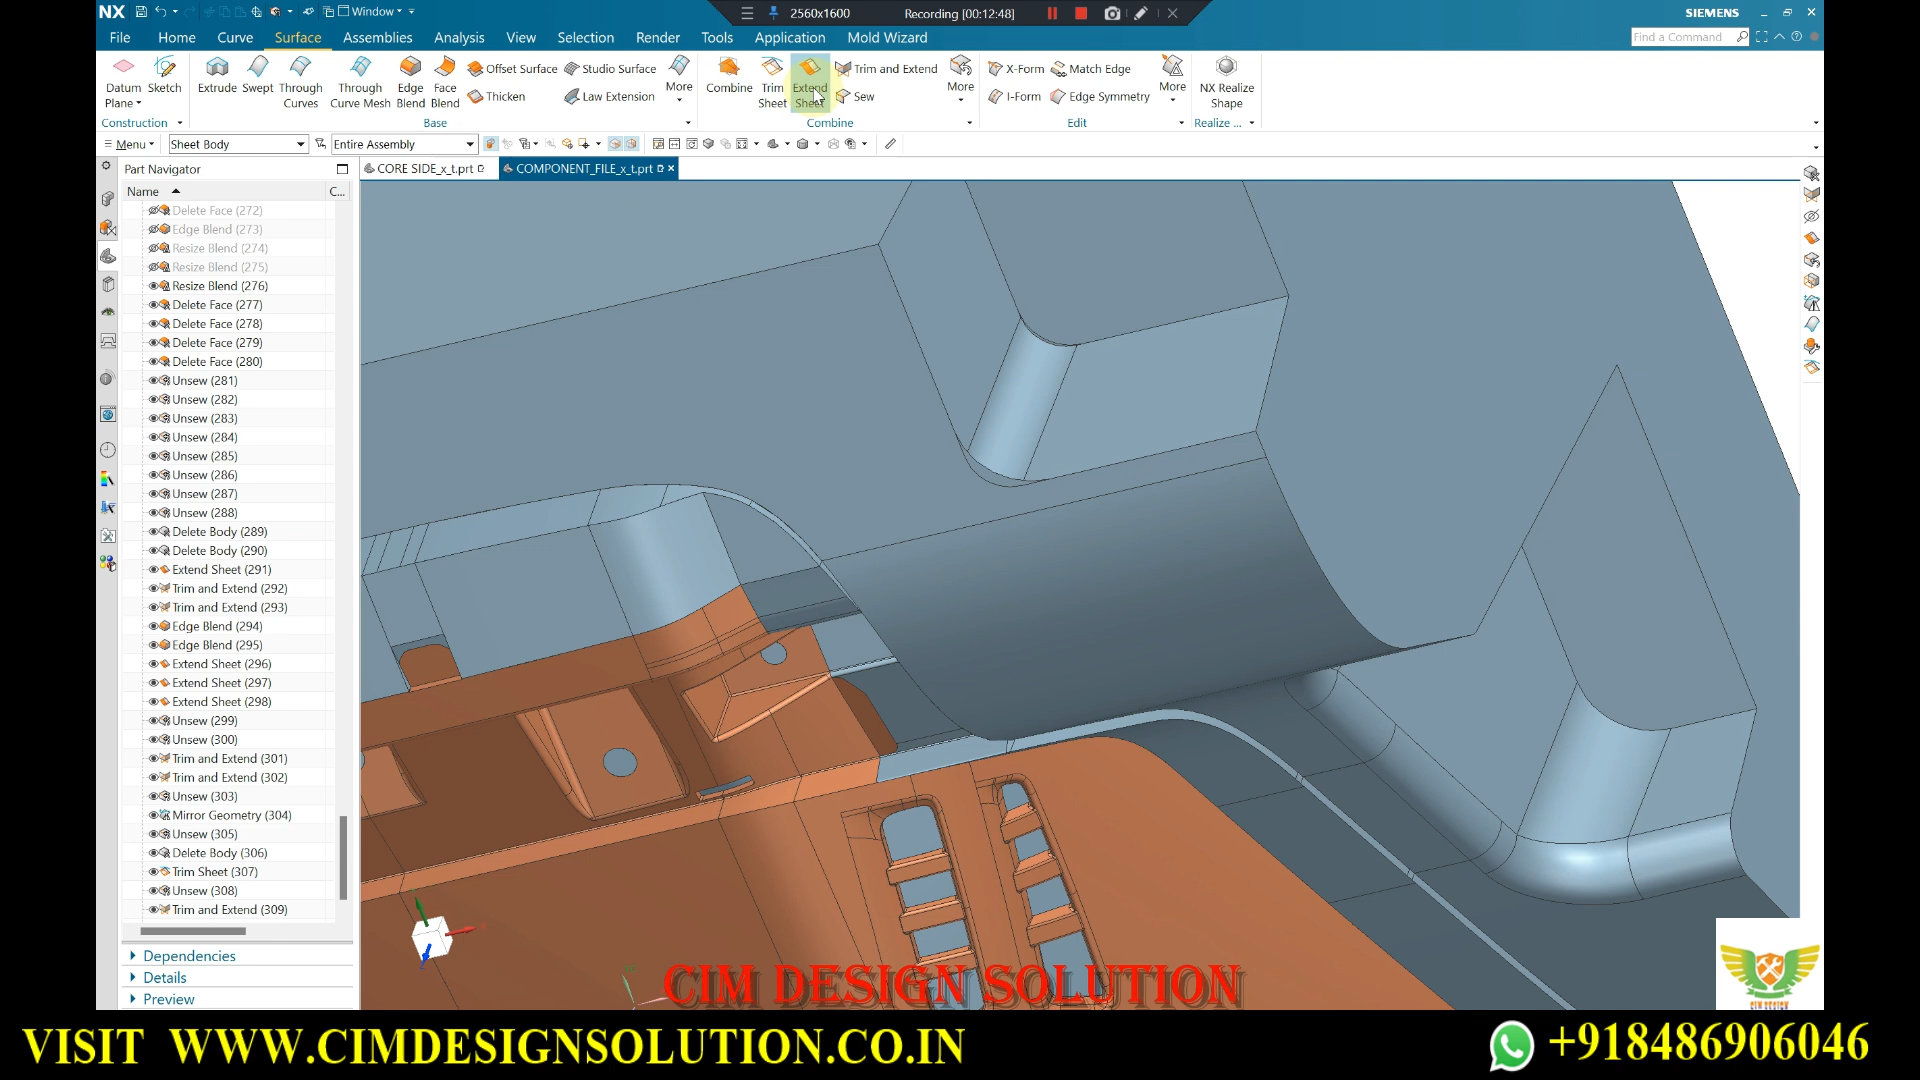 NX
Window
2560x1600
Recording [00:12:48]
SIEMENS
File Home Curve Surface Assemblies Analysis View Selection Render Tools Application Mold Wizard
Find a Command
Datum Plane
Sketch
Extrude
Swept
Through Curves
Through Curve Mesh
Edge Blend
Face Blend
Offset Surface
Thicken
Studio Surface
Law Extension
More
Combine
Trim Sheet
Extend Sheet
Trim and Extend
Sew
More
X-Form
I-Form
Match Edge
Edge Symmetry
More
NX Realize Shape
Construction
Base
Combine
Edit
Realize ...
Menu
Sheet Body
Entire Assembly
Part Navigator
CORE SIDE_x_t.prt
COMPONENT_FILE_x_t.prt
Name
C...
Delete Face (272)
Edge Blend (273)
Resize Blend (274)
Resize Blend (275)
Resize Blend (276)
Delete Face (277)
Delete Face (278)
Delete Face (279)
Delete Face (280)
Unsew (281)
Unsew (282)
Unsew (283)
Unsew (284)
Unsew (285)
Unsew (286)
Unsew (287)
Unsew (288)
Delete Body (289)
Delete Body (290)
Extend Sheet (291)
Trim and Extend (292)
Trim and Extend (293)
Edge Blend (294)
Edge Blend (295)
Extend Sheet (296)
Extend Sheet (297)
Extend Sheet (298)
Unsew (299)
Unsew (300)
Trim and Extend (301)
Trim and Extend (302)
Unsew (303)
Mirror Geometry (304)
Unsew (305)
Delete Body (306)
Trim Sheet (307)
Unsew (308)
Trim and Extend (309)
Dependencies
Details
Preview
CIM DESIGN SOLUTION
VISIT WWW.CIMDESIGNSOLUTION.CO.IN
+918486906046